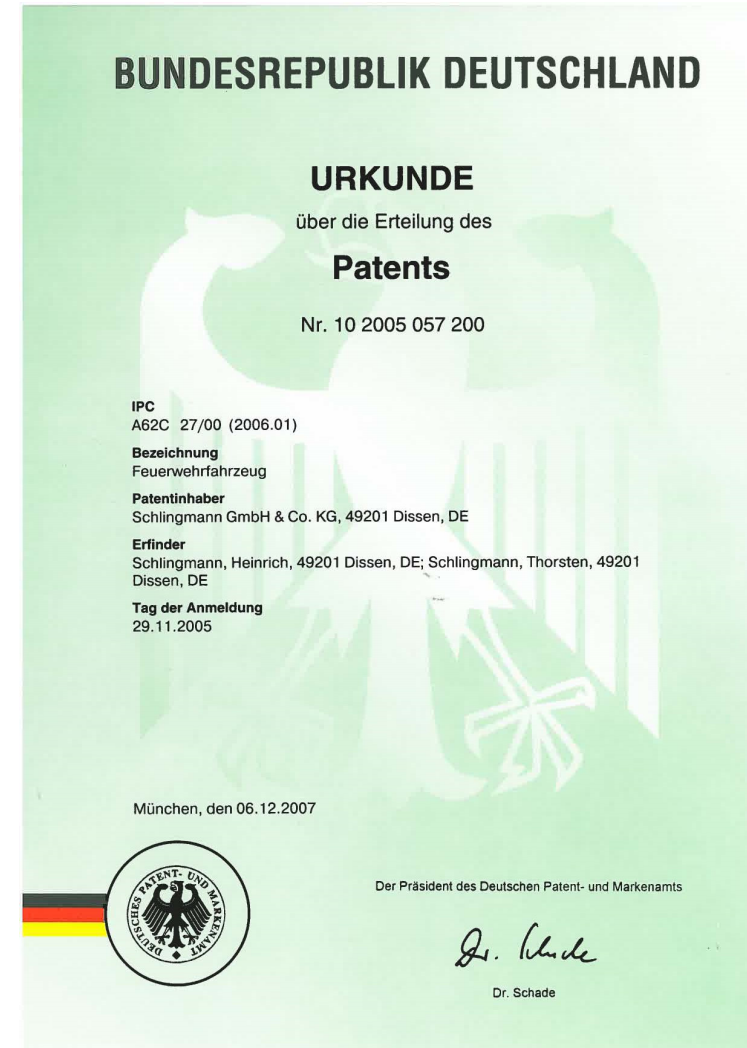 BUNDESREPUBLIK DEUTSCHLAND
URKUNDE
über die Erteilung des
Patents
Nr. 10 2005 057 200
IPC
A62C 27/00 (2006.01)
Bezeichnung
Feuerwehrfahrzeug
Patentinhaber
Schlingmann GmbH & Co. KG, 49201 Dissen, DE
Erfinder
Schlingmann, Heinrich, 49201 Dissen, DE; Schlingmann, Thorsten, 49201
Dissen, DE
Tag der Anmeldung
29.11.2005
München, den 06.12.2007
DEUTSCHES PATENT- UND MARKENAMT
Der Präsident des Deutschen Patent- und Markenamts
Dr. Schade
Dr. Schade